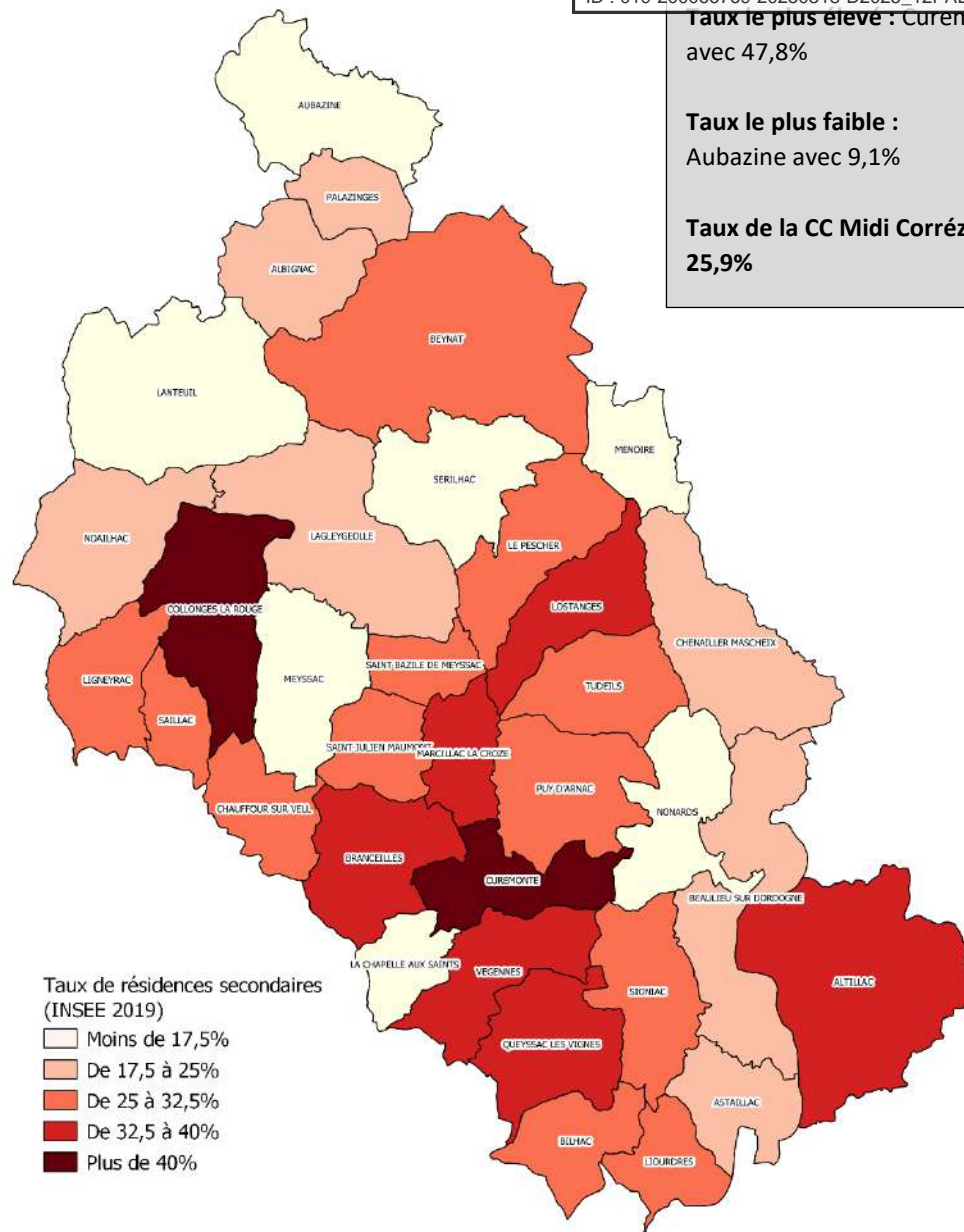 Taux le plus élevé :
avec 47,8%
Taux le plus faible :
Aubazine avec 9,1%
Taux de la CC Midi
25,9%
AUBAZINE
PALAZINGES
ALBIGNAC
BEYNAT
LANTEUIL
MENOIRE
SERILHAC
NOAILHAC
LAGLEYGEOLLE
LE PESCHER
LOSTANGES
COLLONGES LA ROUGE
CHENAILLER MASCHEIX
SAINT BAZILE DE MEYSSAC
LIGNEYRAC
MEYSSAC
TUDEILS
SAILLAC
SAINT JULIEN MAUMONT
MARCILLAC LA CROZE
PUY D'ARNAC
CHAUFFOUR SUR VELL
NONARDS
BRANCEILLES
CUREMONTE
BEAULIEU SUR DORDOGNE
LA CHAPELLE AUX SAINTS
VEGENNES
SIONIAC
ALTILLAC
QUEYSSAC LES VIGNES
ASTAILLAC
BILHAC
LIOURDRES
Taux de résidences secondaires
(INSEE 2019)
Moins de 17,5%
De 17,5 à 25%
De 25 à 32,5%
De 32,5 à 40%
Plus de 40%